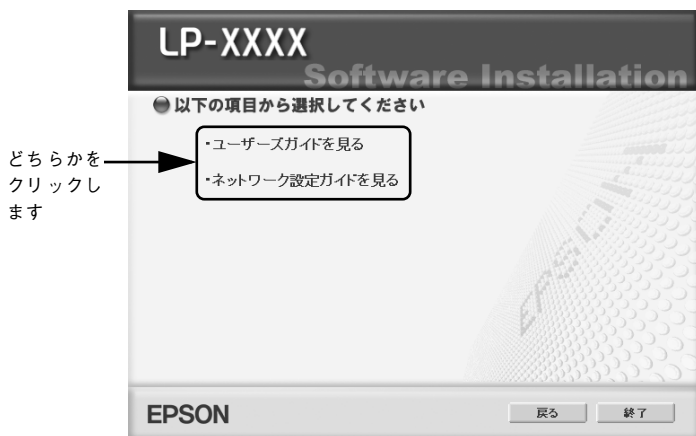 LP-XXXX
Software Installation
以下の項目から選択してください
・ユーザーズガイドを見る
・ネットワーク設定ガイドを見る
どちらかを
クリックし
ます
EPSON
EPSON
戻る
終了